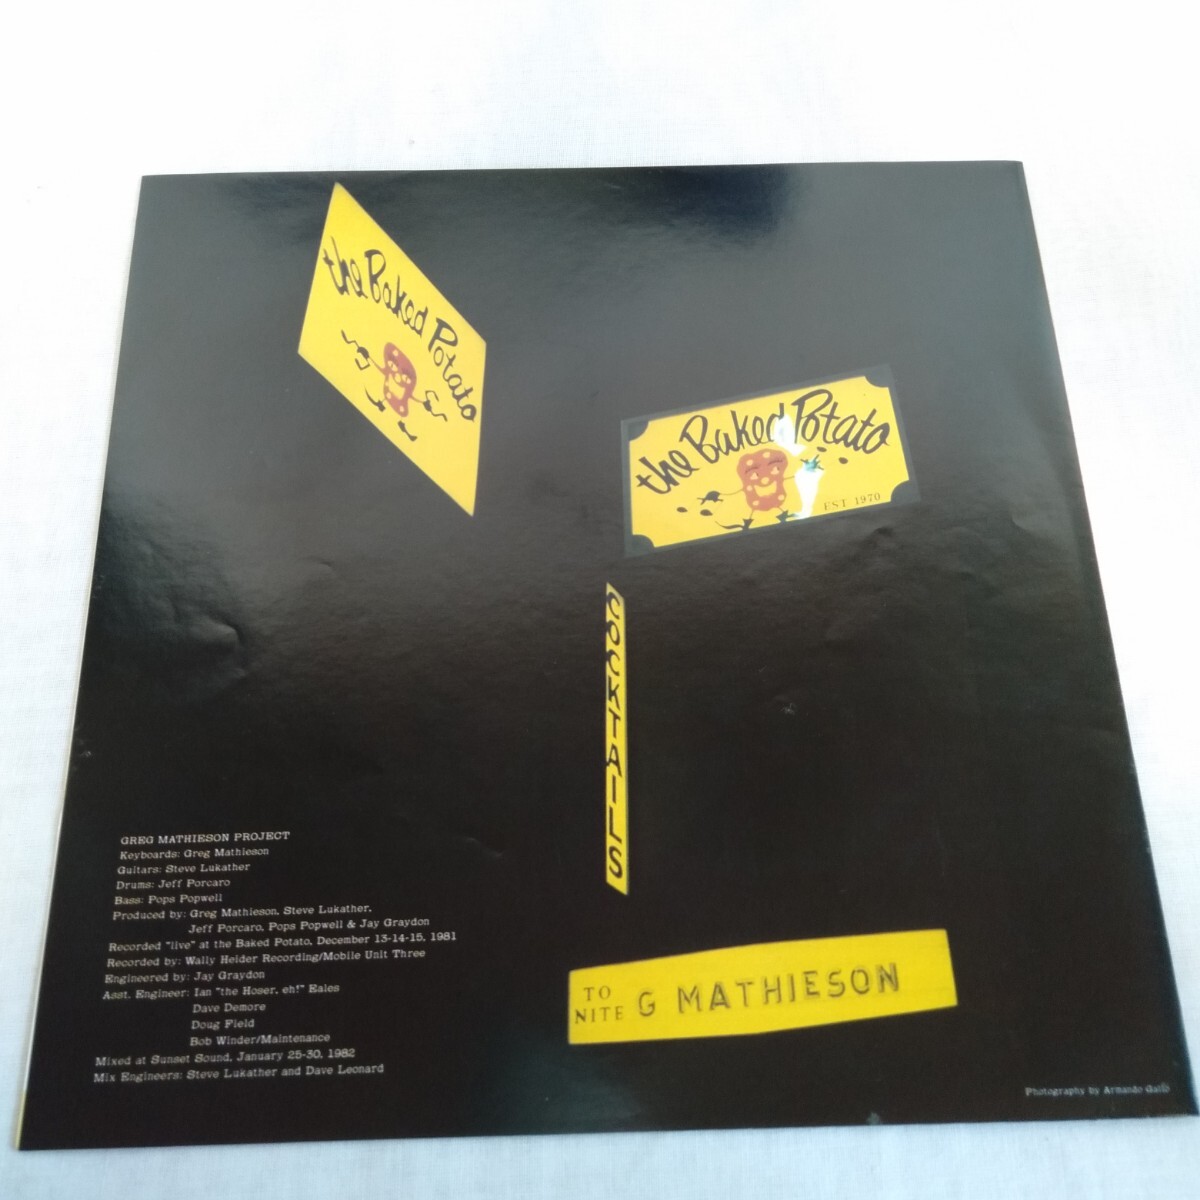 the Baked Potato
the Baked Potato
EST 1970
COCKTAILS
TO
NITE
G MATHIESON
GREG MATHIESON PROJECT
Keyboards: Greg Mathieson
Guitars: Steve Lukather
Drums: Jeff Porcaro
Bass: Pops Popwell
Produced by: Greg Mathieson, Steve Lukather,
Jeff Porcaro, Pops Popwell & Jay Graydon
Recorded "live" at the Baked Potato, December 13-14-15, 1981
Recorded by: Wally Heider Recording/Mobile Unit Three
Engineered by: Jay Graydon
Asst. Engineer: Ian "the Hoser, eh!" Eales
Dave Demore
Doug Field
Bob Winder/Maintenance
Mixed at Sunset Sound, January 25-30, 1982
Mix Engineers: Steve Lukather and Dave Leonard
Photography by Armando Gallo